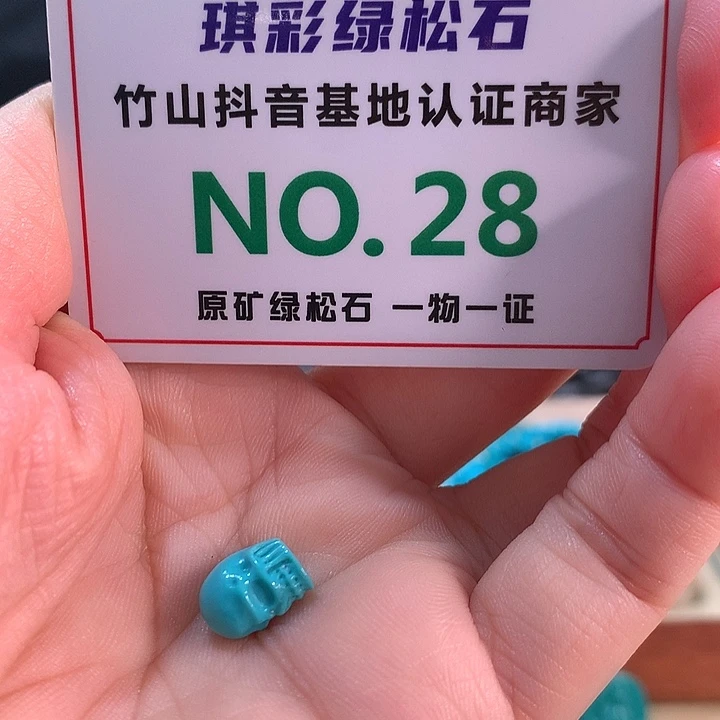 琪彩绿松石
竹山抖音基地认证商家
NO.28
原矿绿松石 一物一证